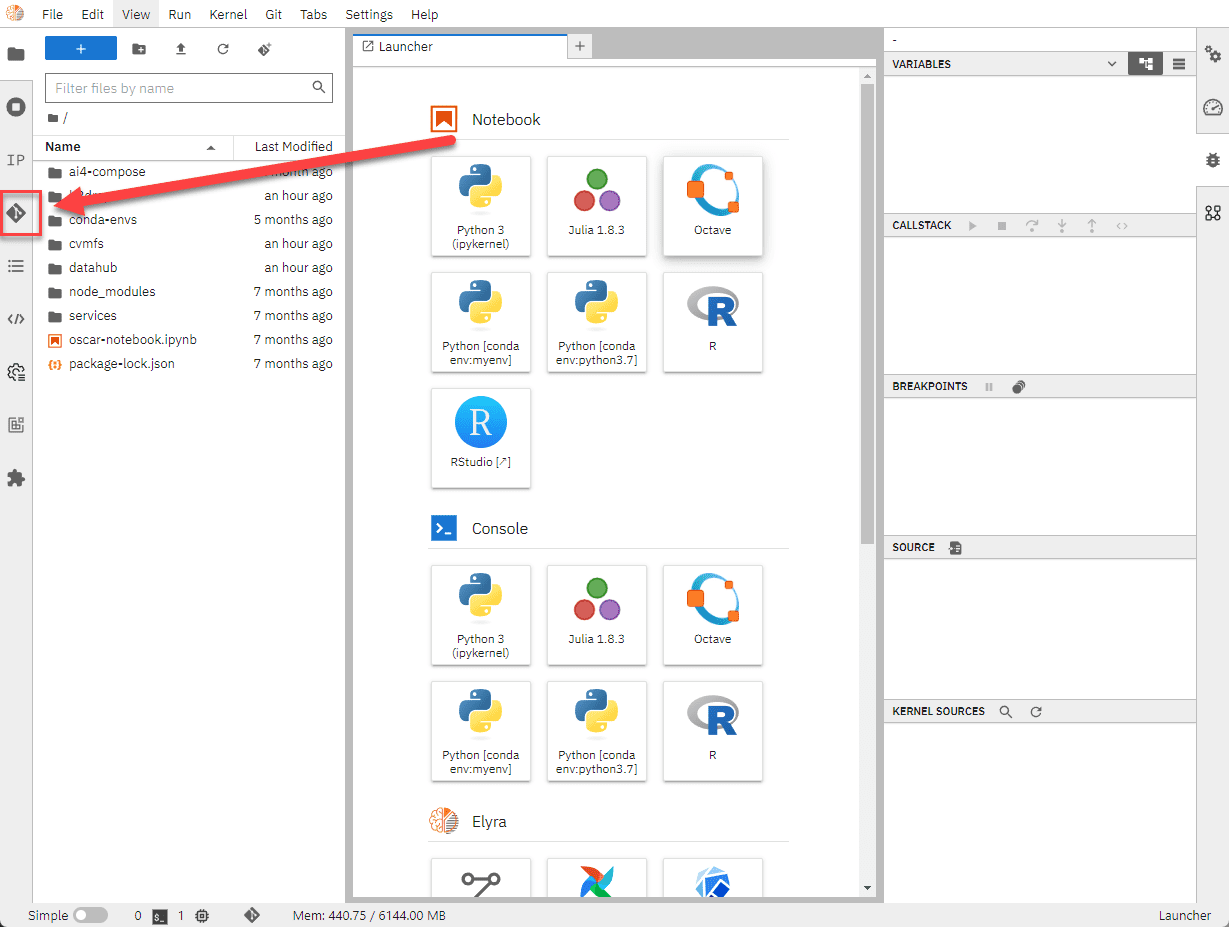 File Edit View Run Kernel Git Tabs Settings Help
+
Filter files by name
/
IP
Name Last Modified
ai4-compose month ago
an hour ago
conda-envs 5 months ago
cvmfs an hour ago
datahub an hour ago
node_modules 7 months ago
services 7 months ago
oscar-notebook.ipynb 7 months ago
package-lock.json 7 months ago
Launcher +
Notebook
Python 3 Julia 1.8.3 Octave
(ipykernel)
Python [conda Python [conda R
env:myenv] env:python3.7]
R
RStudio [↗]
Console
Python 3 Julia 1.8.3 Octave
(ipykernel)
Python [conda Python [conda R
env:myenv] env:python3.7]
Elyra
-
VARIABLES
CALLSTACK
BREAKPOINTS
SOURCE
KERNEL SOURCES
Simple 0 $_ 1 Mem: 440.75 / 6144.00 MB Launcher